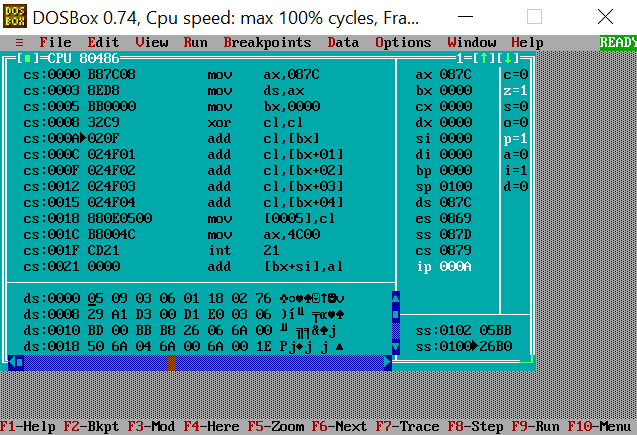 DOSBox 0.74, Cpu speed: max 100% cycles, Fra...
≡ File Edit View Run Breakpoints Data Options Window Help READY
[■]=CPU 80486 1=[↑][↓]
cs:0000 B87C08 mov ax,087C ax 087C c=0
cs:0003 8ED8 mov ds,ax bx 0000 z=1
cs:0005 BB0000 mov bx,0000 cx 0000 s=0
cs:0008 32C9 xor cl,cl dx 0000 o=0
cs:000A►020F add cl,[bx] si 0000 p=1
cs:000C 024F01 add cl,[bx+01] di 0000 a=0
cs:000F 024F02 add cl,[bx+02] bp 0000 i=1
cs:0012 024F03 add cl,[bx+03] sp 0100 d=0
cs:0015 024F04 add cl,[bx+04] ds 087C
cs:0018 880E0500 mov [0005],cl es 0869
cs:001C B8004C mov ax,4C00 ss 087D
cs:001F CD21 int 21 cs 0879
cs:0021 0000 add [bx+si],al ip 000A
ds:0000 05 09 03 06 01 18 02 76 ♣○♥♠☺↑☻v
ds:0008 29 A1 D3 00 D1 E0 03 06 )í╙ ╤α♥♠
ds:0010 BD 00 BB B8 26 06 6A 00 ╜ ╗╕&♠j ss:0102 05BB
ds:0018 50 6A 04 6A 00 6A 00 1E Pj♦j j ▲ ss:0100►26B0
F1-Help F2-Bkpt F3-Mod F4-Here F5-Zoom F6-Next F7-Trace F8-Step F9-Run F10-Menu